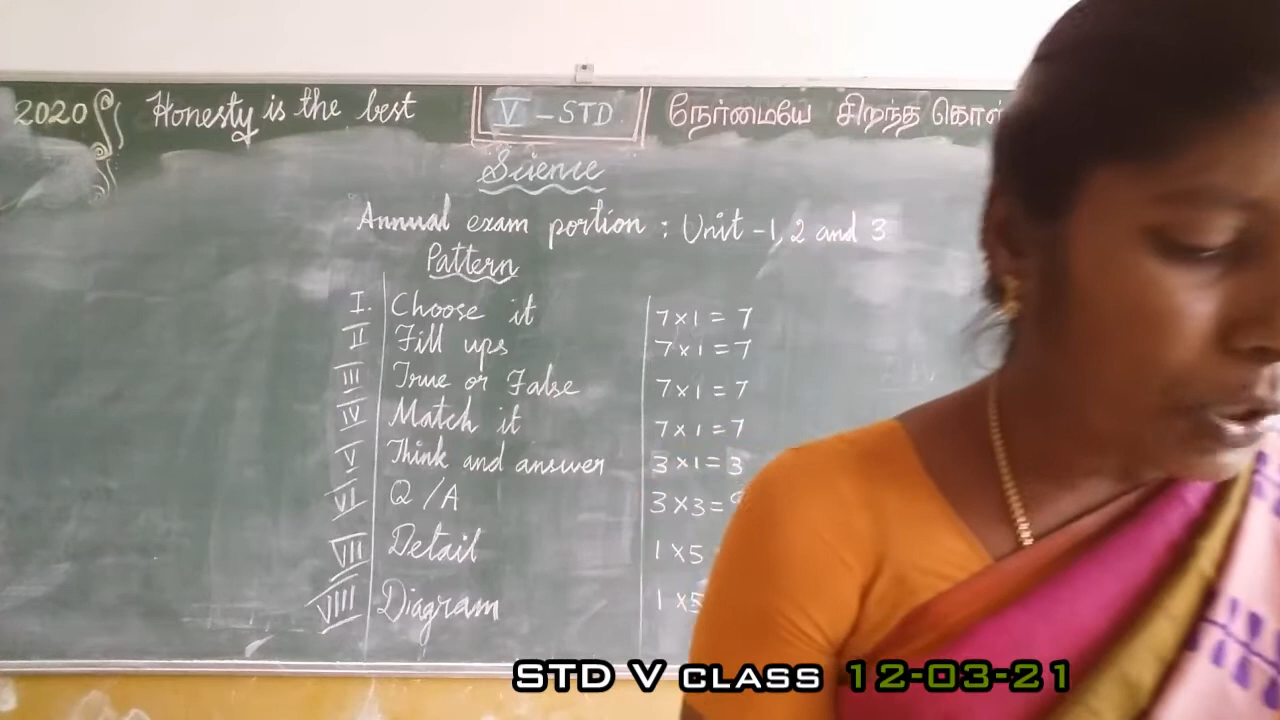 2020 Honesty is the best V - STD நேர்மையே சிறந்த
Science
Annual exam portion : Unit - 1, 2 and 3
Pattern
I. Choose it 7 x 1 = 7
II Fill ups 7 x 1 = 7
III True or False 7 x 1 = 7
IV Match it 7 x 1 = 7
V Think and answer 3 x 1 = 3
VI Q / A 3 x 3 =
VII Detail 1 x 5
VIII Diagram 1 x 5
STD V CLASS 12-03-21